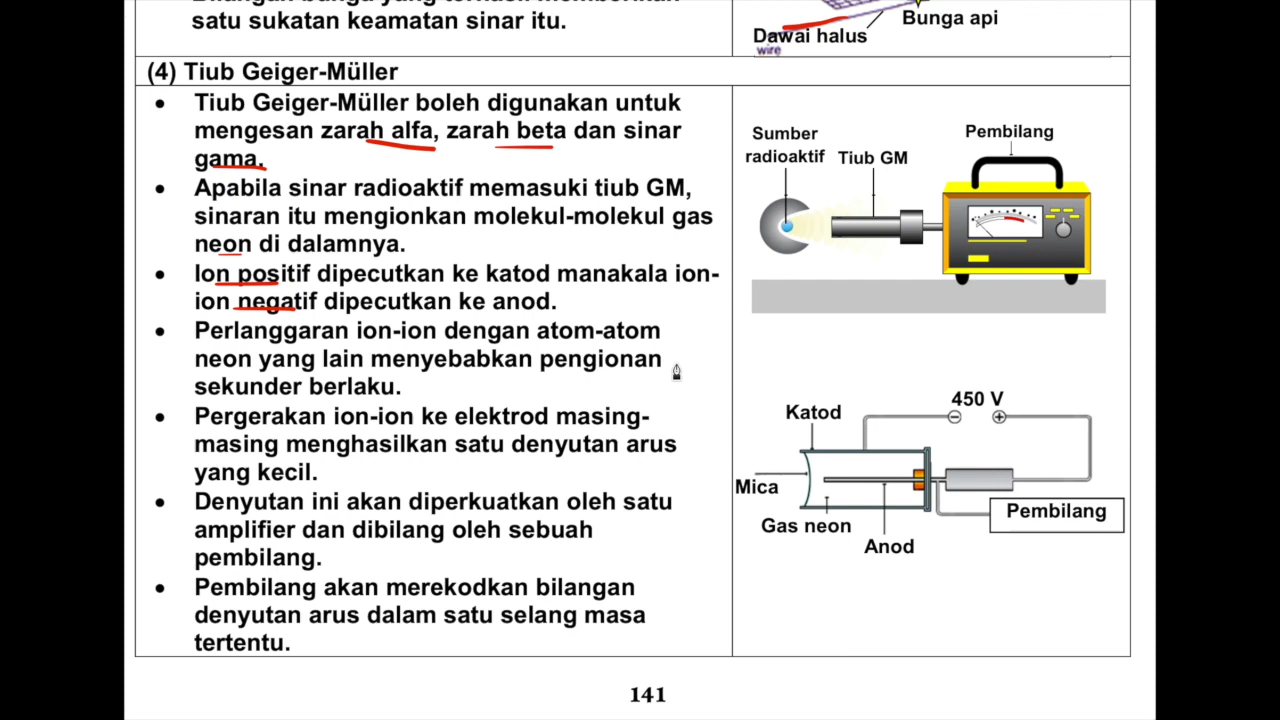 satu sukatan keamatan sinar itu.
Bunga api
Dawai halus
wire
(4) Tiub Geiger-Müller
• Tiub Geiger-Müller boleh digunakan untuk
mengesan zarah alfa, zarah beta dan sinar
gama.
• Apabila sinar radioaktif memasuki tiub GM,
sinaran itu mengionkan molekul-molekul gas
neon di dalamnya.
• Ion positif dipecutkan ke katod manakala ion-
ion negatif dipecutkan ke anod.
• Perlanggaran ion-ion dengan atom-atom
neon yang lain menyebabkan pengionan
sekunder berlaku.
• Pergerakan ion-ion ke elektrod masing-
masing menghasilkan satu denyutan arus
yang kecil.
• Denyutan ini akan diperkuatkan oleh satu
amplifier dan dibilang oleh sebuah
pembilang.
• Pembilang akan merekodkan bilangan
denyutan arus dalam satu selang masa
tertentu.
Sumber
radioaktif
Tiub GM
Pembilang
450 V
Katod
Mica
Gas neon
Anod
Pembilang
141